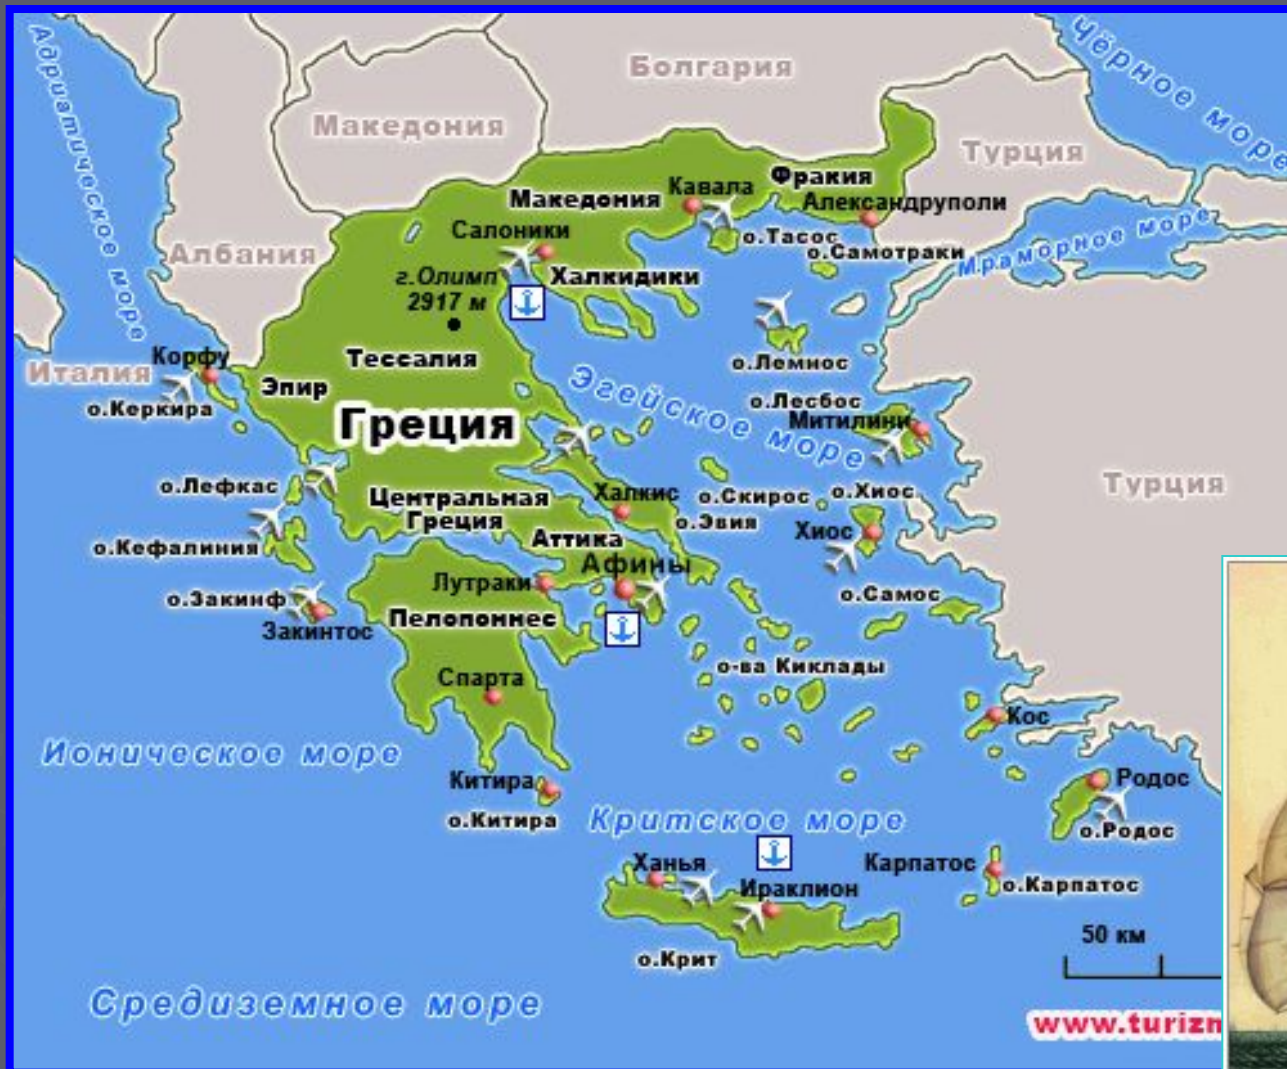 Чёрное море
Адриатическое море
Болгария
Македония
Турция
Фракия
Кавала
Македония
Александруполи
Салоники
о.Тасос
о.Самотраки
Мраморное море
Албания
г.Олимп
2917 м
Халкидики
Корфу
Италия
Тессалия
о.Лемнос
Эпир
о.Керкира
Эгейское море
о.Лесбос
Митилини
Греция
о.Лефкас
Центральная
Греция
Халкис
о.Скирос
о.Хиос
Турция
о.Эвия
Хиос
о.Кефалиния
Аттика
Афины
Лутраки
о.Закинф
Закинтос
о.Самос
Пелопоннес
о-ва Киклады
Спарта
Кос
Ионическое море
Китира
о.Китира
Родос
о.Родос
Критское море
Ханья
Ираклион
Карпатос
о.Карпатос
о.Крит
50 км
Средиземное море